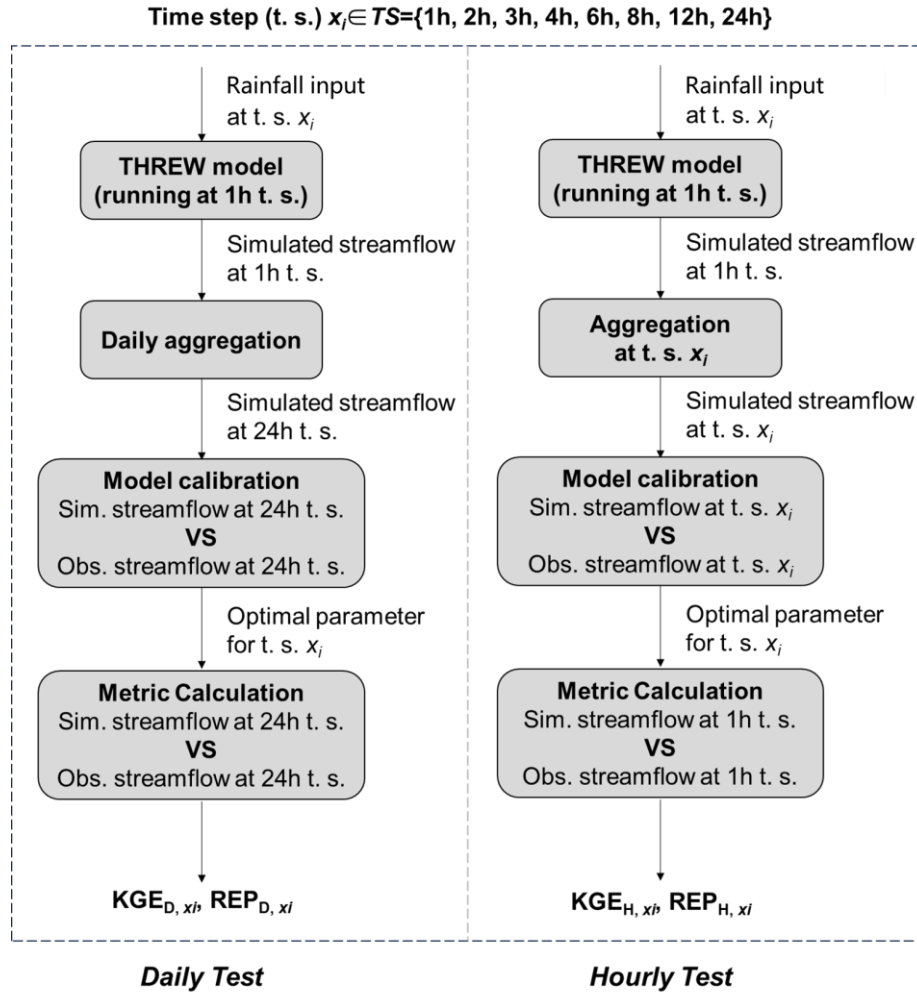 Time step (t. s.) xᵢ∈TS={1h, 2h, 3h, 4h, 6h, 8h, 12h, 24h}
Rainfall input
at t. s. xᵢ
THREW model
(running at 1h t. s.)
Simulated streamflow
at 1h t. s.
Daily aggregation
Simulated streamflow
at 24h t. s.
Model calibration
Sim. streamflow at 24h t. s.
VS
Obs. streamflow at 24h t. s.
Optimal parameter
for t. s. xᵢ
Metric Calculation
Sim. streamflow at 24h t. s.
VS
Obs. streamflow at 24h t. s.
KGE_D, xi, REP_D, xi
Daily Test
Rainfall input
at t. s. xᵢ
THREW model
(running at 1h t. s.)
Simulated streamflow
at 1h t. s.
Aggregation
at t. s. xᵢ
Simulated streamflow
at t. s. xᵢ
Model calibration
Sim. streamflow at t. s. xᵢ
VS
Obs. streamflow at t. s. xᵢ
Optimal parameter
for t. s. xᵢ
Metric Calculation
Sim. streamflow at 1h t. s.
VS
Obs. streamflow at 1h t. s.
KGE_H, xi, REP_H, xi
Hourly Test